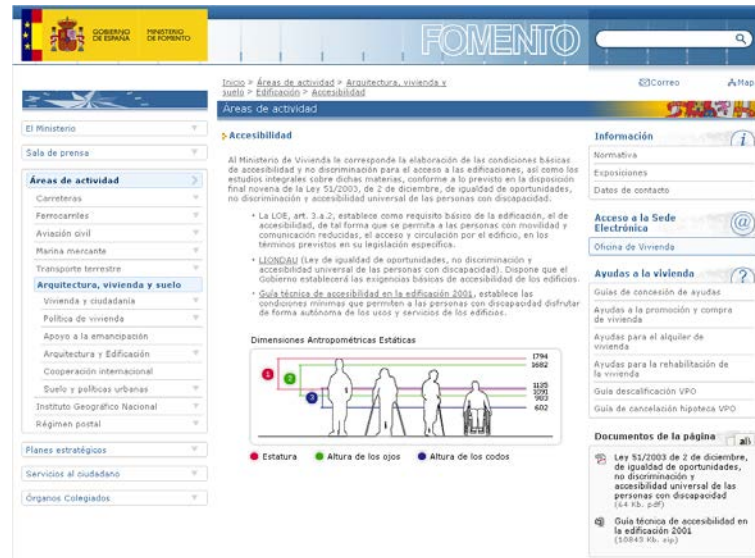 GOBIERNO
DE ESPAÑA
MINISTERIO
DE FOMENTO
FOMENTO
Inicio > Áreas de actividad > Arquitectura, vivienda y
suelo > Edificación > Accesibilidad
Correo
Map
Áreas de actividad
El Ministerio
Sala de prensa
Áreas de actividad
Carreteras
Ferrocarriles
Aviación civil
Marina mercante
Transporte terrestre
Arquitectura, vivienda y suelo
Vivienda y ciudadanía
Política de vivienda
Apoyo a la emancipación
Arquitectura y Edificación
Cooperación internacional
Suelo y políticas urbanas
Instituto Geográfico Nacional
Régimen postal
Planes estratégicos
Servicios al ciudadano
Órganos Colegiados
Accesibilidad
Al Ministerio de Vivienda le corresponde la elaboración de las condiciones básicas
de accesibilidad y no discriminación para el acceso a las edificaciones, así como los
estudios integrales sobre dichas materias, conforme a lo previsto en la disposición
final novena de la Ley 51/2003, de 2 de diciembre, de igualdad de oportunidades,
no discriminación y accesibilidad universal de las personas con discapacidad.
• La LOE, art. 3.a.2, establece como requisito básico de la edificación, el de
accesibilidad, de tal forma que se permita a las personas con movilidad y
comunicación reducidas, el acceso y circulación por el edificio, en los
términos previstos en su legislación específica.
• LIONDAU (Ley de igualdad de oportunidades, no discriminación y
accesibilidad universal de las personas con discapacidad). Dispone que el
Gobierno establecerá las exigencias básicas de accesibilidad de los edificios.
• Guía técnica de accesibilidad en la edificación 2001, establece las
condiciones mínimas que permiten a las personas con discapacidad disfrutar
de forma autónoma de los usos y servicios de los edificios.
Dimensiones Antropométricas Estáticas
1
2
3
1794
1682
1135
1091
903
602
Estatura
Altura de los ojos
Altura de los codos
Información
i
Normativa
Exposiciones
Datos de contacto
Acceso a la Sede
Electrónica
@
Oficina de Vivienda
Ayudas a la vivienda
?
Guías de concesión de ayudas
Ayudas a la promoción y compra
de vivienda
Ayudas para el alquiler de
vivienda
Ayudas para la rehabilitación de
la vivienda
Guía descalificación VPO
Guía de cancelación hipoteca VPO
Documentos de la página
Ley 51/2003 de 2 de diciembre,
de igualdad de oportunidades,
no discriminación y
accesibilidad universal de las
personas con discapacidad
(64 Kb. pdf)
Guía técnica de accesibilidad en
la edificación 2001
(10843 Kb. zip)